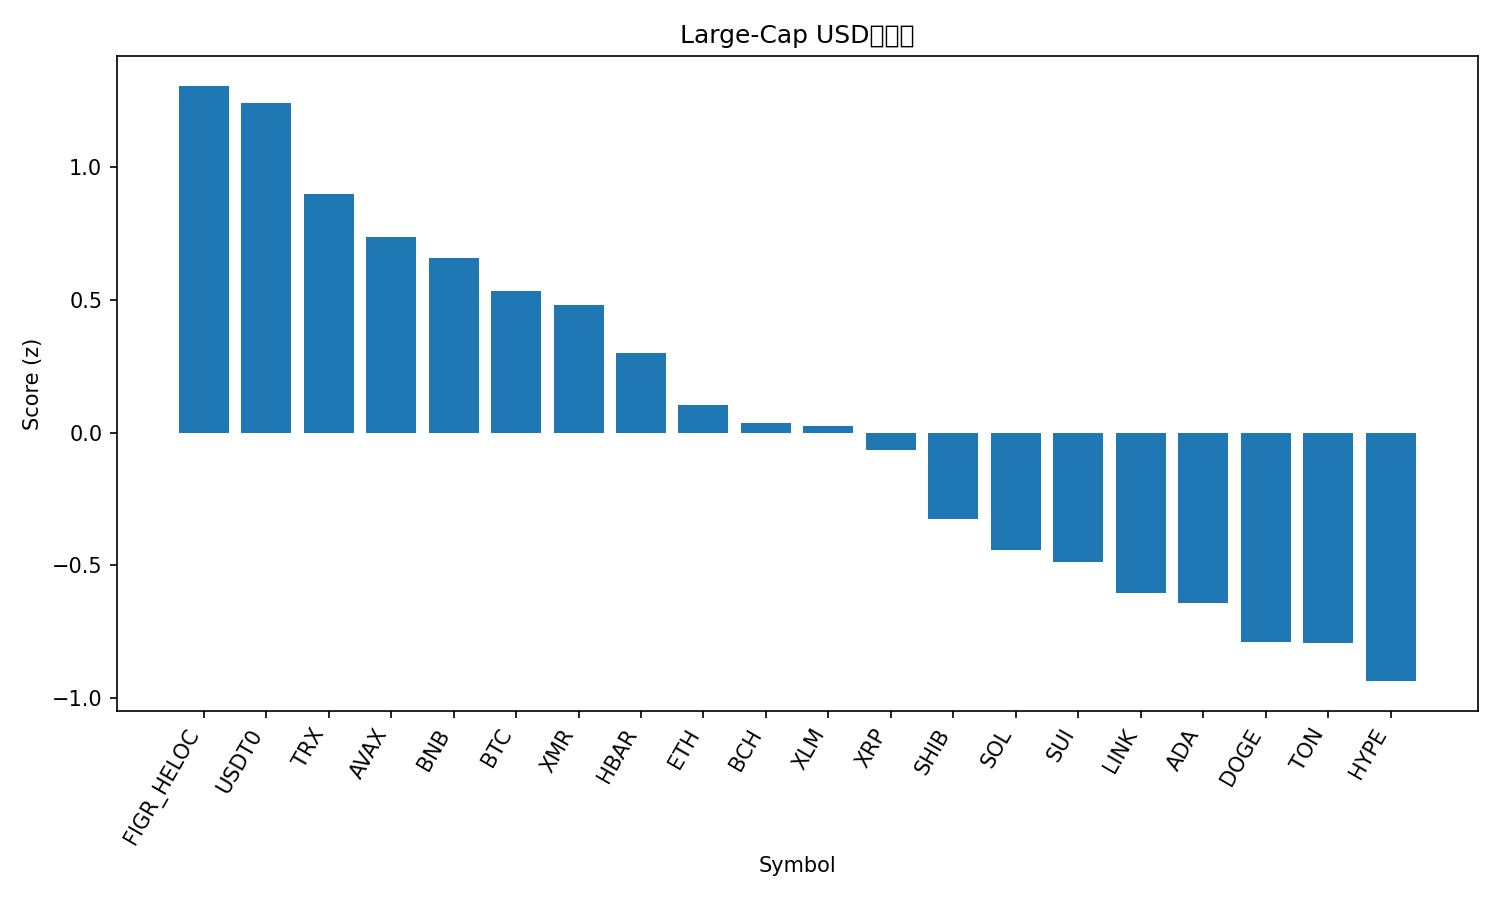 Large-Cap USD
Score (z)
1.0
0.5
0.0
−0.5
−1.0
FIGR_HELOC
USDT0
TRX
AVAX
BNB
BTC
XMR
HBAR
ETH
BCH
XLM
XRP
SHIB
SOL
SUI
LINK
ADA
DOGE
TON
HYPE
Symbol